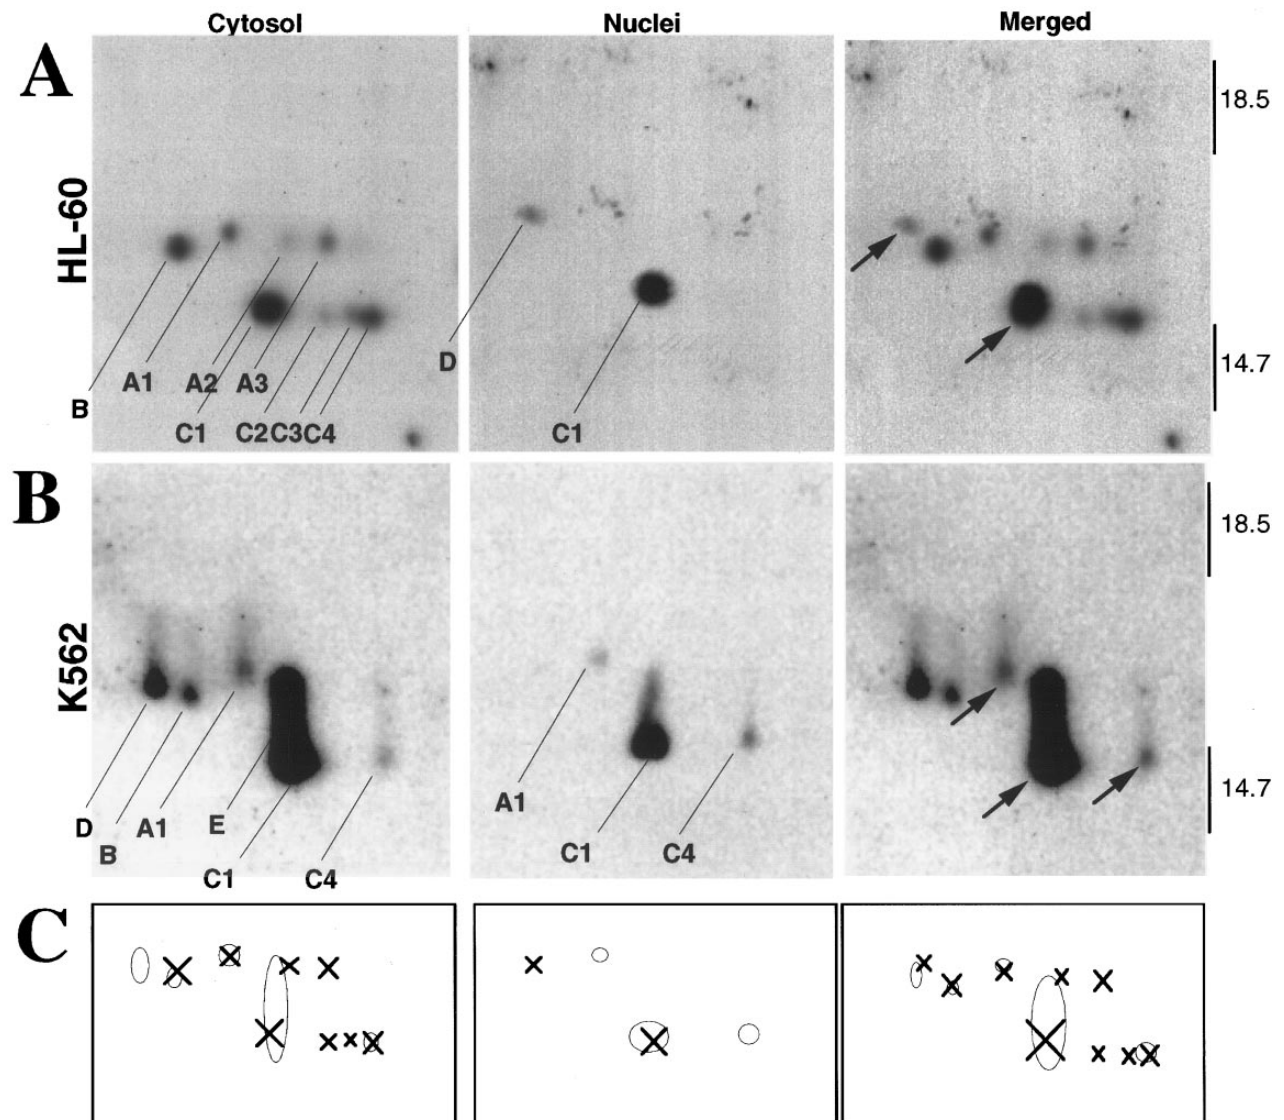 Cytosol Nuclei Merged
A
18.5
HL-60
D
14.7
A1 A2 A3
B
C1 C2 C3 C4 C1
B
18.5
K562
14.7
A1
D A1 E
B C1 C4
C1 C4
C